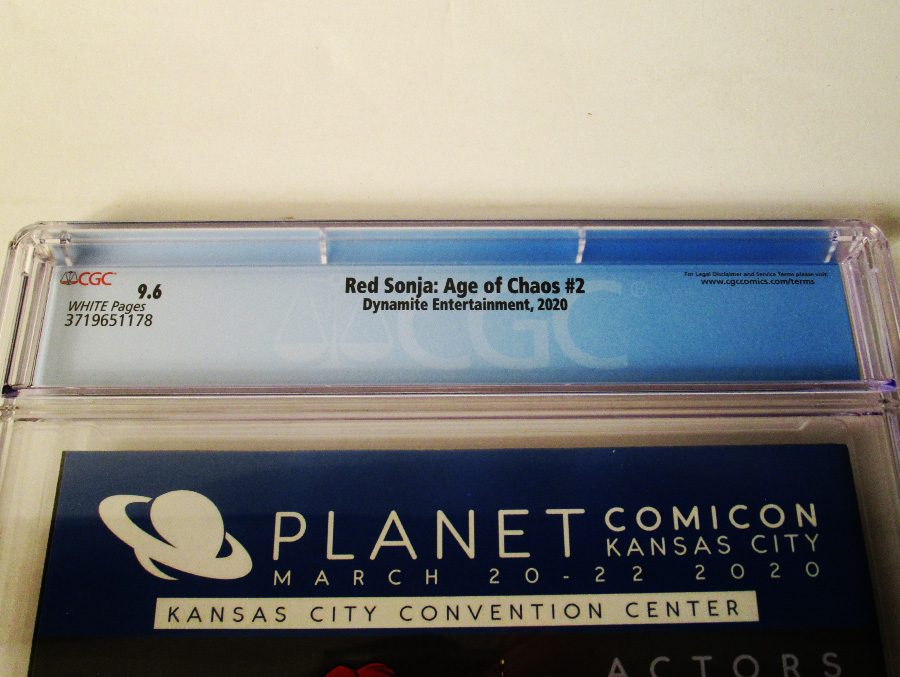 CGC
9.6
WHITE Pages
3719651178
Red Sonja: Age of Chaos #2
Dynamite Entertainment, 2020
For Legal Disclaimer and Service Terms please visit:
www.cgccomics.com/terms
CGC®
PLANET COMICON
KANSAS CITY
MARCH 20-22 2020
KANSAS CITY CONVENTION CENTER
ACTORS